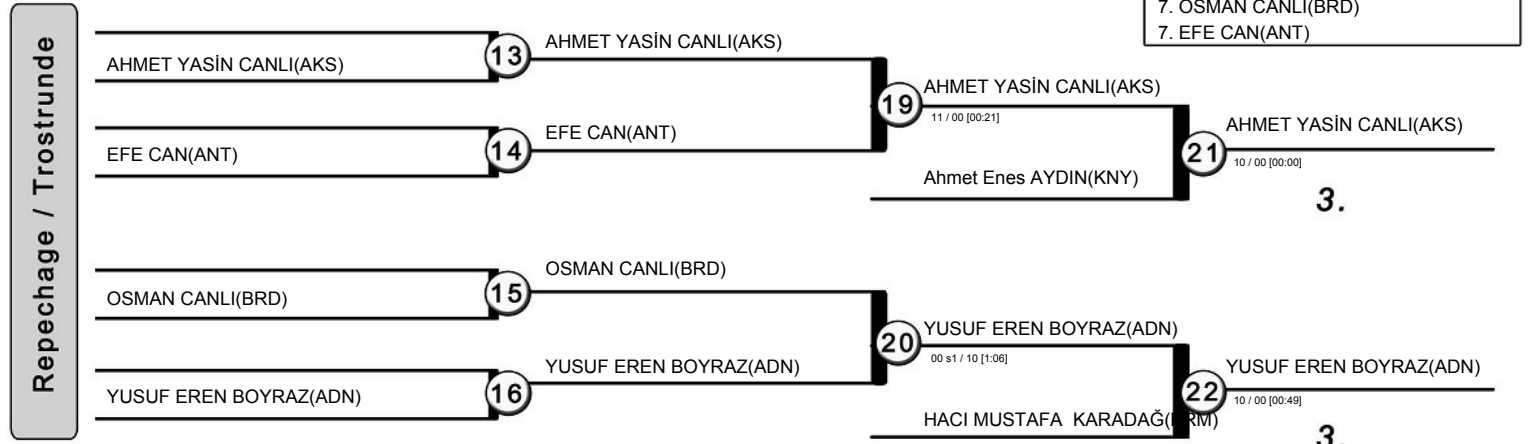 7. OSMAN CANLI(BRD)
7. EFE CAN(ANT)
Repechage / Trostrunde
AHMET YASİN CANLI(AKS)
13
AHMET YASİN CANLI(AKS)
EFE CAN(ANT)
14
EFE CAN(ANT)
19
AHMET YASİN CANLI(AKS)
11 / 00 [00:21]
Ahmet Enes AYDIN(KNY)
21
AHMET YASİN CANLI(AKS)
10 / 00 [00:00]
3.
OSMAN CANLI(BRD)
15
OSMAN CANLI(BRD)
YUSUF EREN BOYRAZ(ADN)
16
YUSUF EREN BOYRAZ(ADN)
20
YUSUF EREN BOYRAZ(ADN)
00 s1 / 10 [1:06]
HACI MUSTAFA KARADAĞ(
RM)
22
YUSUF EREN BOYRAZ(ADN)
10 / 00 [00:49]
3.